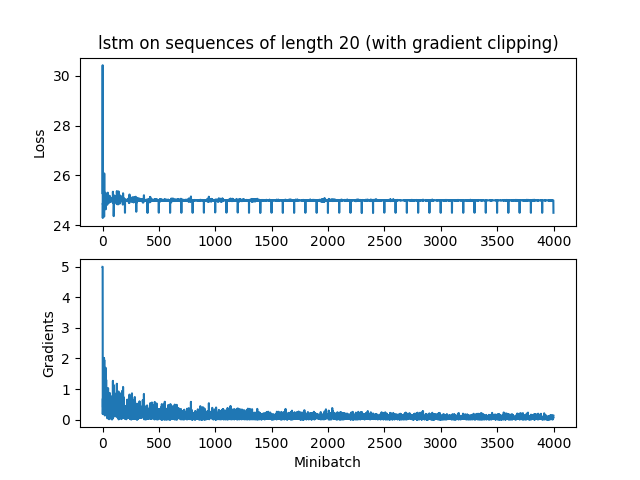 lstm on sequences of length 20 (with gradient clipping)
30
28
26
24
Loss
0 500 1000 1500 2000 2500 3000 3500 4000
5
4
3
2
1
0
Gradients
0 500 1000 1500 2000 2500 3000 3500 4000
Minibatch